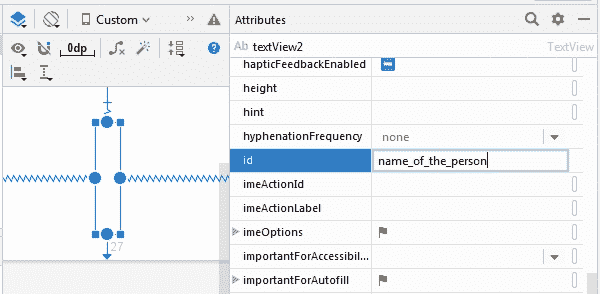 Custom
Attributes
0dp
Ab textView2 TextView
hapticFeedbackEnabled
height
hint
hyphenationFrequency none
id name_of_the_person
imeActionId
imeActionLabel
imeOptions
importantForAccessibil...
importantForAutofill
27